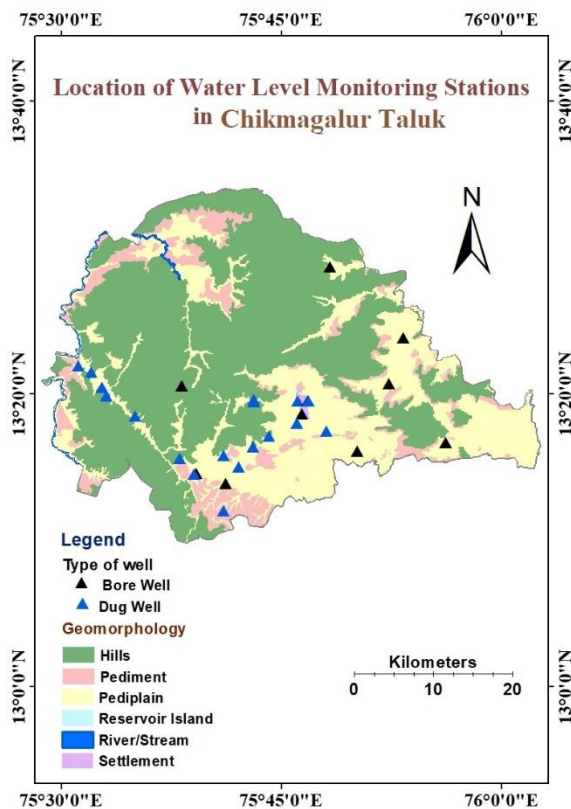 75°30'0"E 75°45'0"E 76°0'0"E
Location of Water Level Monitoring Stations
in Chikmagalur Taluk
N
13°40'0"N 13°40'0"N
13°20'0"N 13°20'0"N
Legend
Type of well
Bore Well
Dug Well
Geomorphology
Hills
Pediment
Pediplain
Reservoir Island
River/Stream
Settlement
Kilometers
0 10 20
13°0'0"N 13°0'0"N
75°30'0"E 75°45'0"E 76°0'0"E